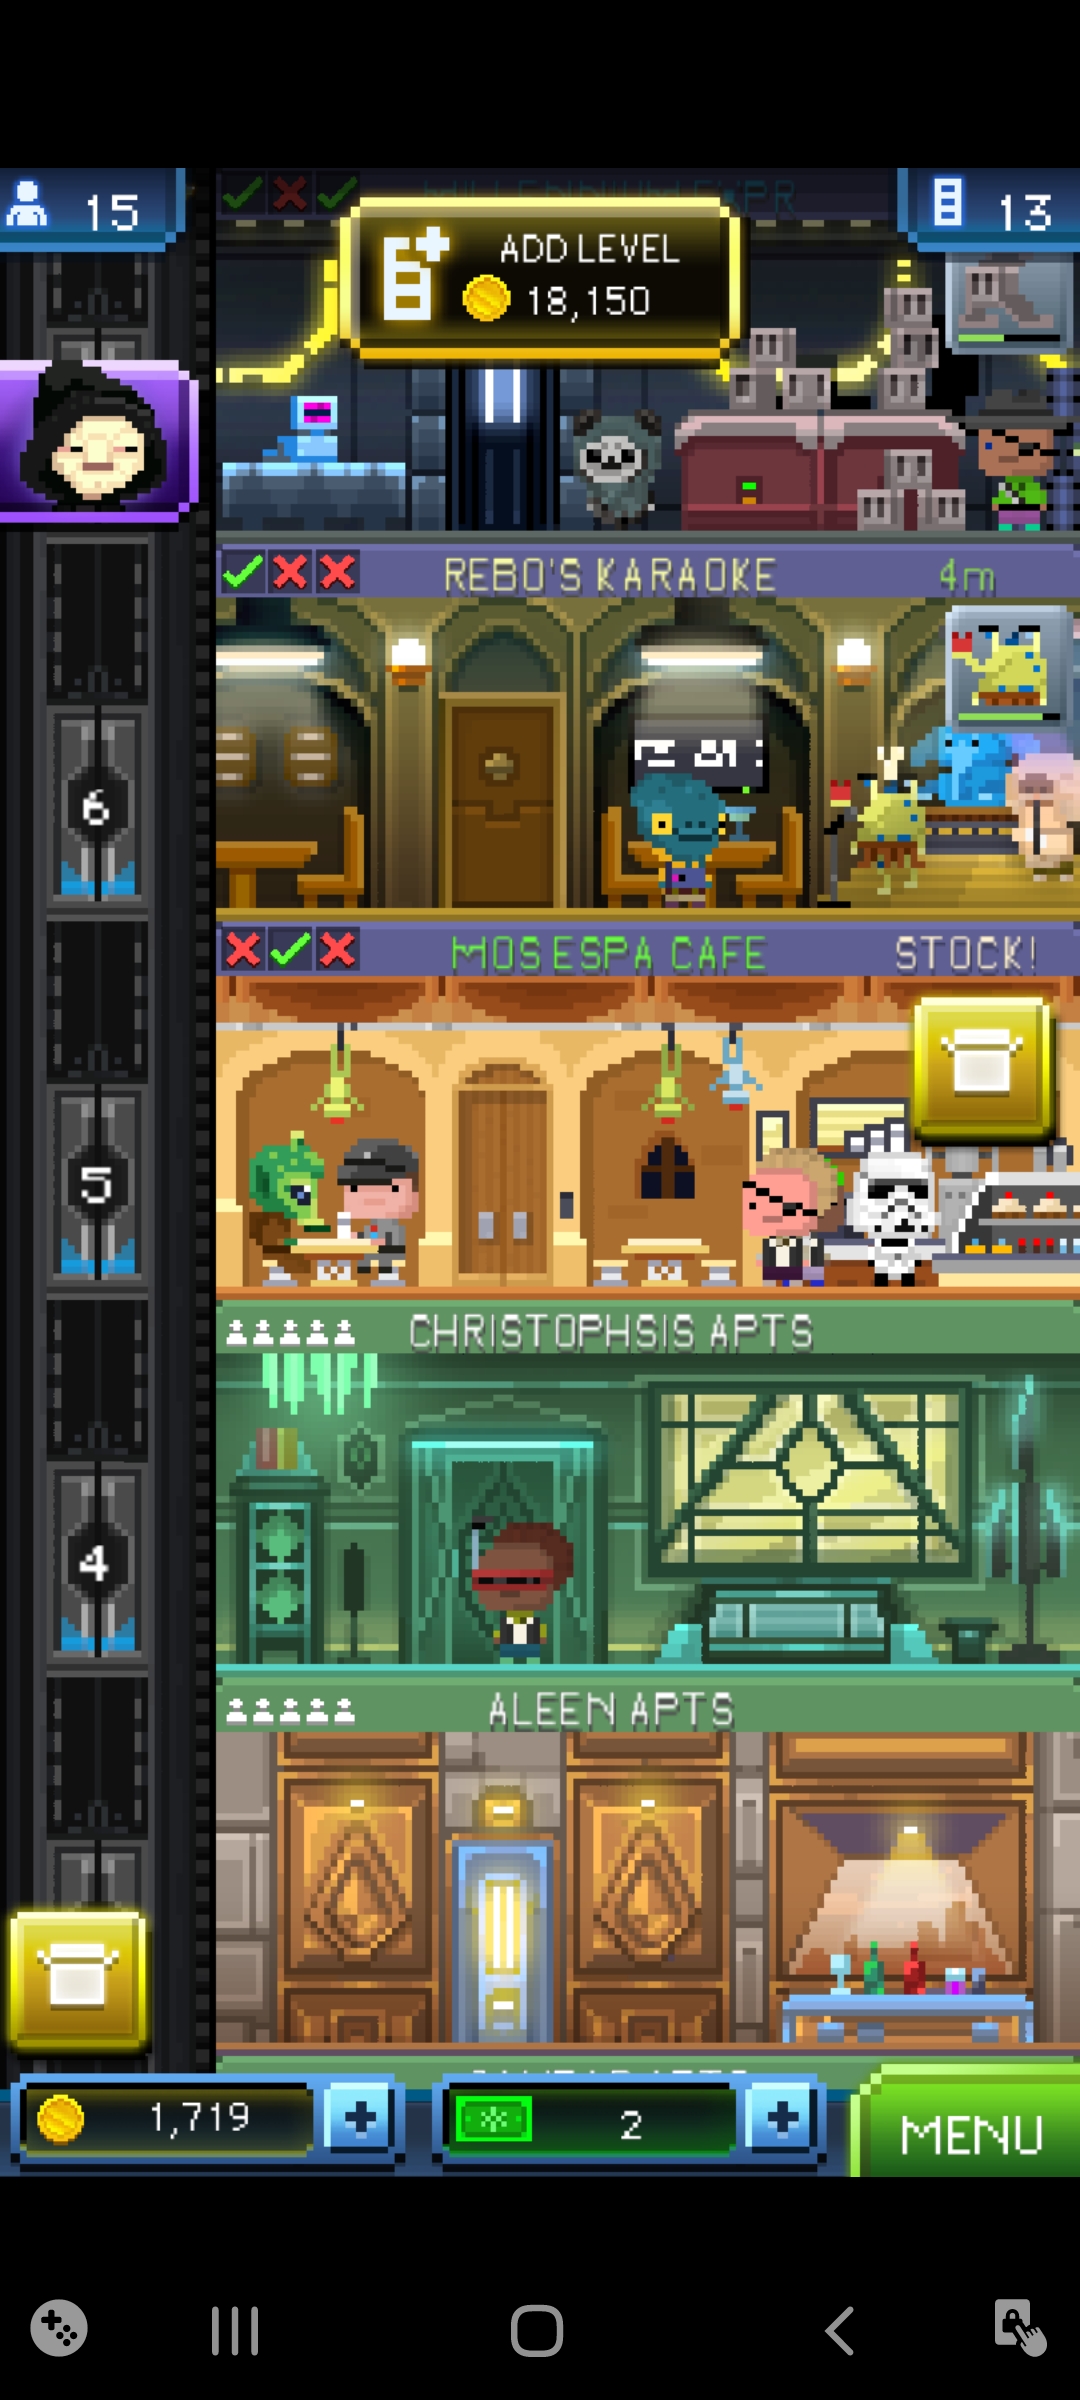 15
13
ADD LEVEL
18,150
REBO'S KARAOKE
4m
6
MOS ESPA CAFE
STOCK!
5
CHRISTOPHSIS APTS
4
ALEEN APTS
1,719
2
MENU